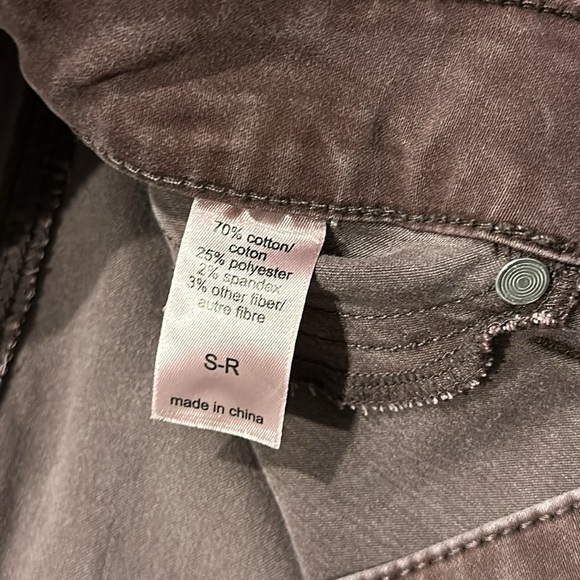 70% cotton/
coton
25% polyester
2% spandex
3% other fiber/
autre fibre
S-R
made in china